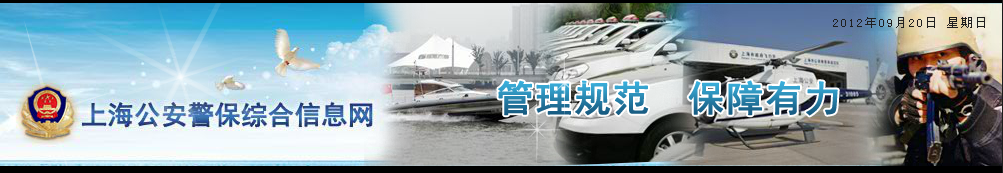 2012年09月20日 星期日
上海公安警保综合信息网
管理规范 保障有力